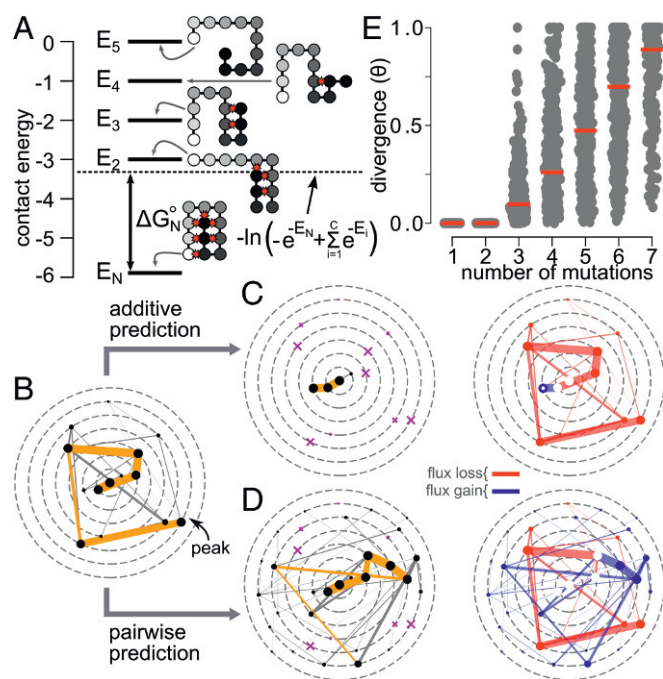 A
contact energy
0
-1
-2
-3
-4
-5
-6
E5
E4
E3
E2
EN
ΔG°N
-ln(-e^-EN + Σ(i=1 to C) e^-Ei)
E
divergence (θ)
1.0
0.5
0.0
1 2 3 4 5 6 7
number of mutations
additive
prediction
B
peak
pairwise
prediction
C
flux loss{
flux gain{
D